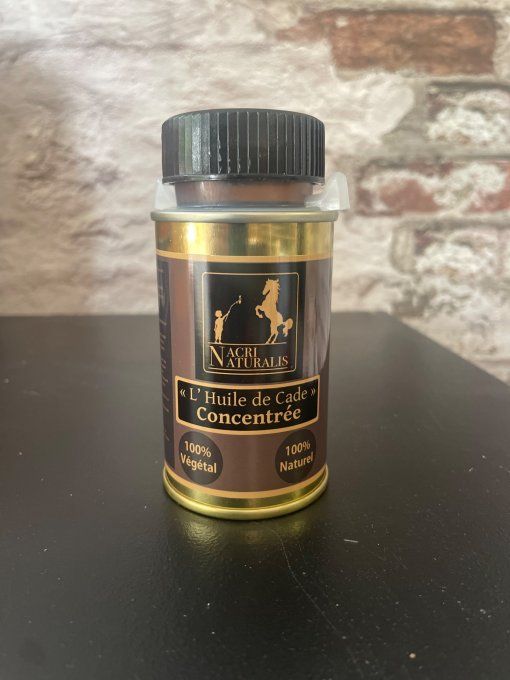 NACRI
NATURALIS
« L' Huile de Cade »
Concentrée
100%
Végétal
100%
Naturel